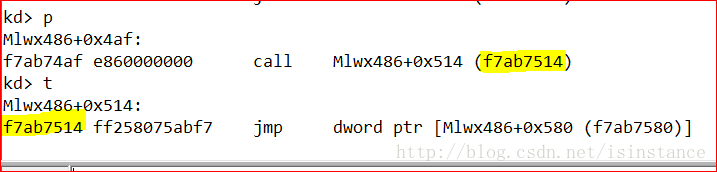 kd> p
Mlwx486+0x4af:
f7ab74af e860000000 call Mlwx486+0x514 (f7ab7514)
kd> t
Mlwx486+0x514:
f7ab7514 ff258075abf7 jmp dword ptr [Mlwx486+0x580 (f7ab7580)]
http://blog.csdn.net/isinstance